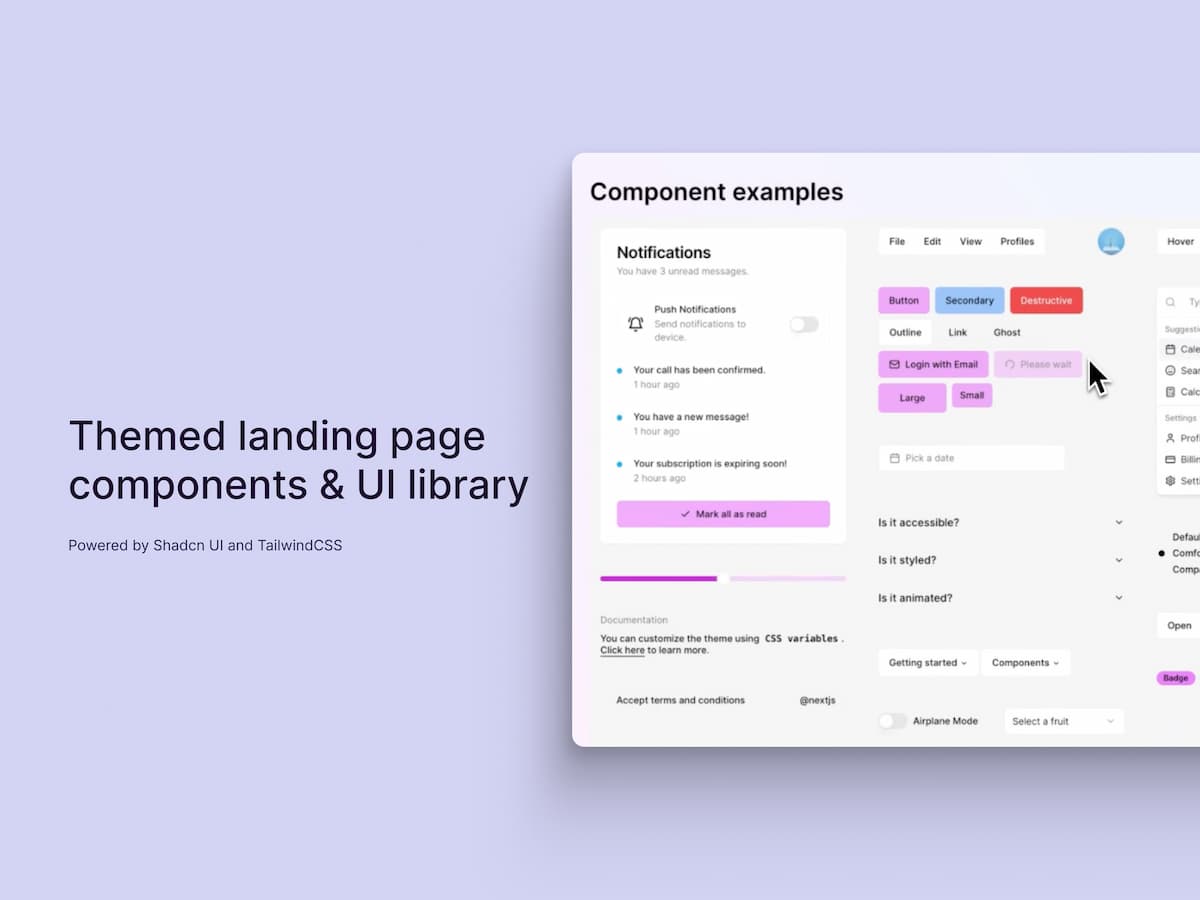 Themed landing page
components & UI library
Powered by Shadcn UI and TailwindCSS
Component examples
Notifications
You have 3 unread messages.
Push Notifications
Send notifications to
device.
Your call has been confirmed.
1 hour ago
You have a new message!
1 hour ago
Your subscription is expiring soon!
2 hours ago
Mark all as read
Documentation
You can customize the theme using CSS variables .
Click here to learn more.
Accept terms and conditions
@nextjs
File Edit View Profiles
Button Secondary Destructive
Outline Link Ghost
Login with Email Please wait
Large Small
Pick a date
Is it accessible?
Is it styled?
Is it animated?
Getting started Components
Airplane Mode Select a fruit
Hover
Ty
Suggesti
Cale
Sear
Calc
Settings
Profi
Billin
Setti
Defau
Comfo
Compa
Open
Badge